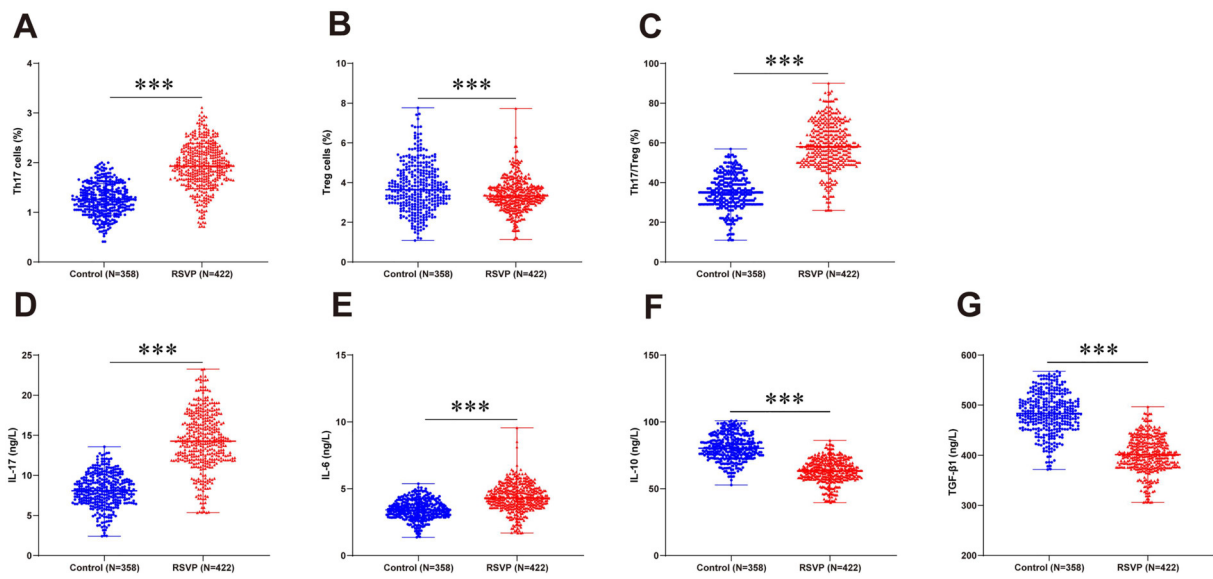 A
Th17 cells (%)
4
3
2
1
0
***
Control (N=358) RSVP (N=422)
B
Treg cells (%)
10
8
6
4
2
0
***
Control (N=358) RSVP (N=422)
C
Th17/Treg (%)
100
80
60
40
20
0
***
Control (N=358) RSVP (N=422)
D
IL-17 (ng/L)
25
20
15
10
5
0
***
Control (N=358) RSVP (N=422)
E
IL-6 (ng/L)
15
10
5
0
***
Control (N=358) RSVP (N=422)
F
IL-10 (ng/L)
150
100
50
0
***
Control (N=358) RSVP (N=422)
G
TGF-β1 (ng/L)
600
500
400
300
200
***
Control (N=358) RSVP (N=422)